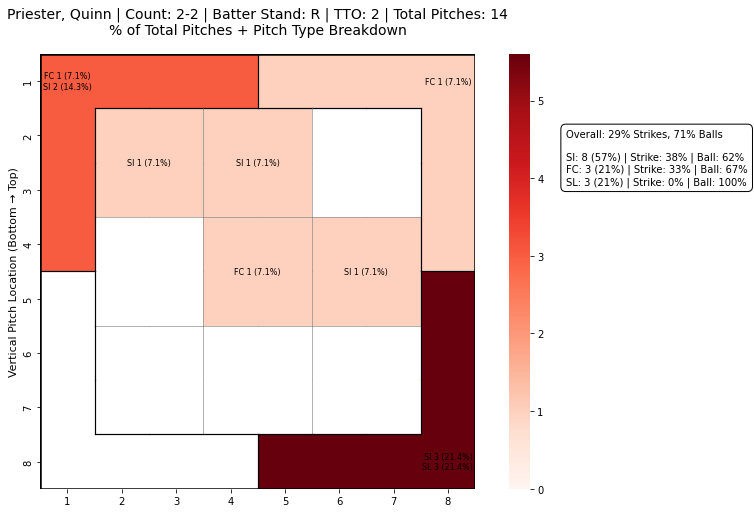 Priester, Quinn | Count: 2-2 | Batter Stand: R | TTO: 2 | Total Pitches: 14
% of Total Pitches + Pitch Type Breakdown
FC 1 (7.1%)
SI 2 (14.3%)
FC 1 (7.1%)
SI 1 (7.1%)
SI 1 (7.1%)
FC 1 (7.1%)
SI 1 (7.1%)
SI 3 (21.4%)
SL 3 (21.4%)
Vertical Pitch Location (Bottom → Top)
1
2
3
4
5
6
7
8
1
2
3
4
5
6
7
8
5
4
3
2
1
0
Overall: 29% Strikes, 71% Balls
SI: 8 (57%) | Strike: 38% | Ball: 62%
FC: 3 (21%) | Strike: 33% | Ball: 67%
SL: 3 (21%) | Strike: 0% | Ball: 100%